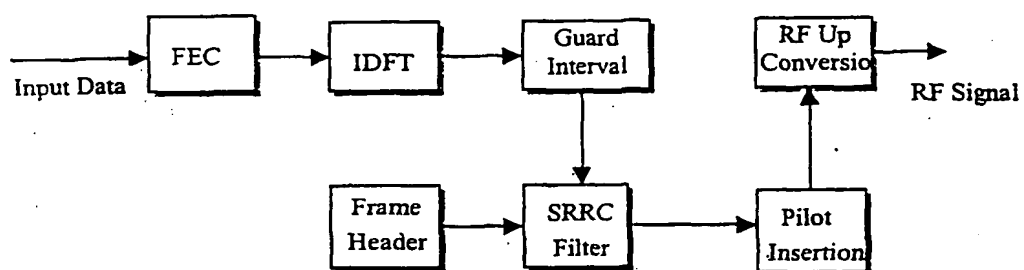 FEC
Input Data
IDFT
Guard
Interval
RF Up
Conversio
RF Signal
Frame
Header
SRRC
Filter
Pilot
Insertion